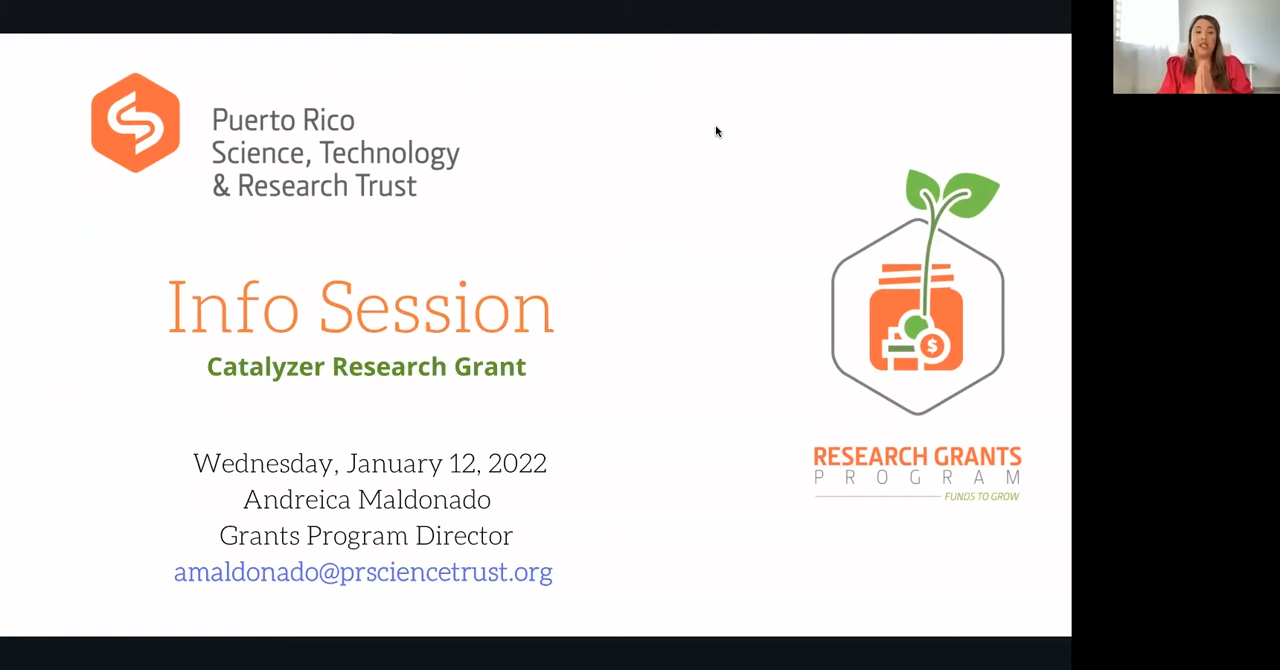 Puerto Rico
Science, Technology
& Research Trust
Info Session
Catalyzer Research Grant
Wednesday, January 12, 2022
Andreica Maldonado
Grants Program Director
amaldonado@prsciencetrust.org
$
RESEARCH GRANTS
PROGRAM
FUNDS TO GROW